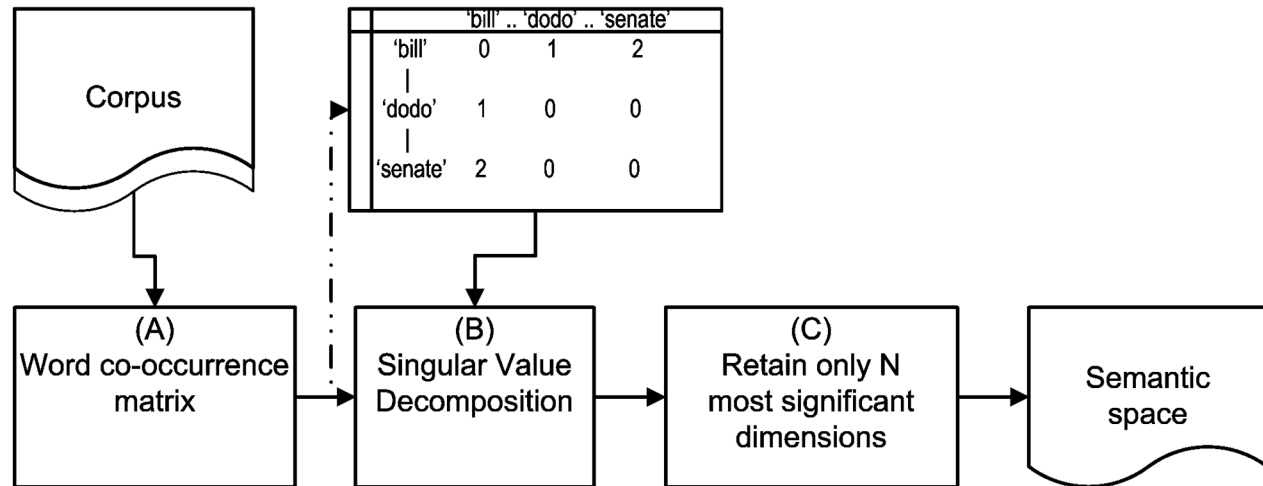 Corpus
‘bill’ .. ‘dodo’ .. ‘senate’
‘bill’ 0 1 2
|
‘dodo’ 1 0 0
|
‘senate’ 2 0 0
(A)
Word co-occurrence
matrix
(B)
Singular Value
Decomposition
(C)
Retain only N
most significant
dimensions
Semantic
space